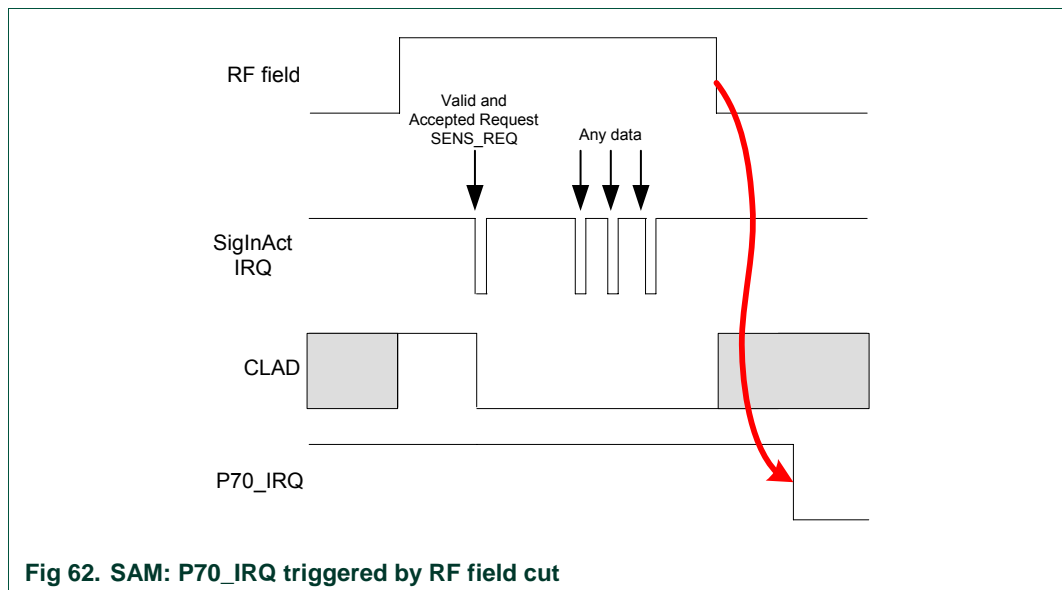 RF field
Valid and
Accepted Request
SENS_REQ
Any data
SigInAct
IRQ
CLAD
P70_IRQ
Fig 62. SAM: P70_IRQ triggered by RF field cut